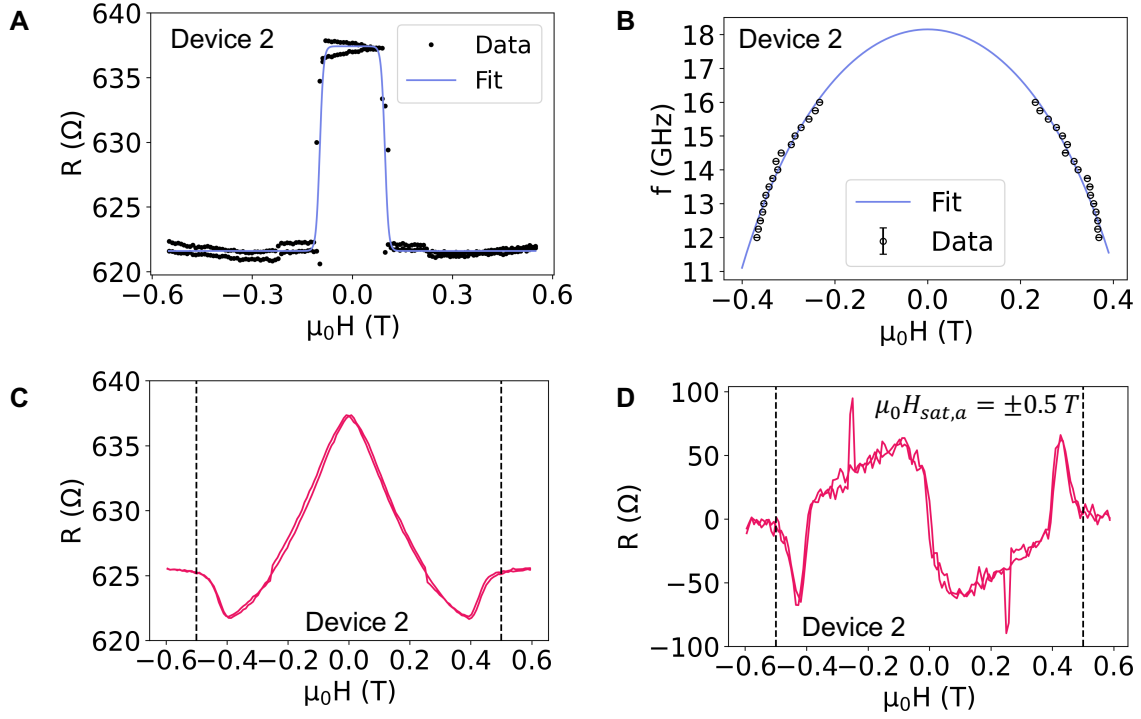 A
Device 2
Data
Fit
R (Ω)
640
635
630
625
620
−0.6
−0.3
0.0
0.3
0.6
μ₀H (T)
B
Device 2
f (GHz)
18
17
16
15
14
13
12
11
Fit
Data
−0.4
−0.2
0.0
0.2
0.4
μ₀H (T)
C
R (Ω)
640
635
630
625
620
Device 2
−0.6−0.4−0.2 0.0 0.2 0.4 0.6
μ₀H (T)
D
μ₀Hsat,a = ±0.5 T
R (Ω)
100
50
0
−50
−100
Device 2
−0.6−0.4−0.2 0.0 0.2 0.4 0.6
μ₀H (T)